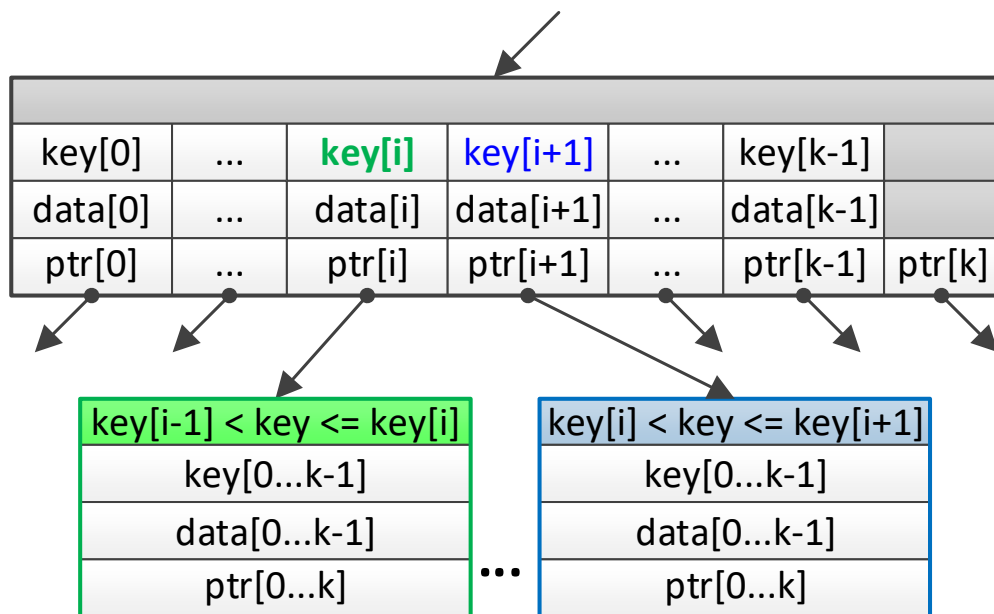 key[0] ... key[i] key[i+1] ... key[k-1]
data[0] ... data[i] data[i+1] ... data[k-1]
ptr[0] ... ptr[i] ptr[i+1] ... ptr[k-1] ptr[k]
key[i-1] < key <= key[i] key[i] < key <= key[i+1]
key[0...k-1] key[0...k-1]
data[0...k-1] data[0...k-1]
ptr[0...k] ... ptr[0...k]